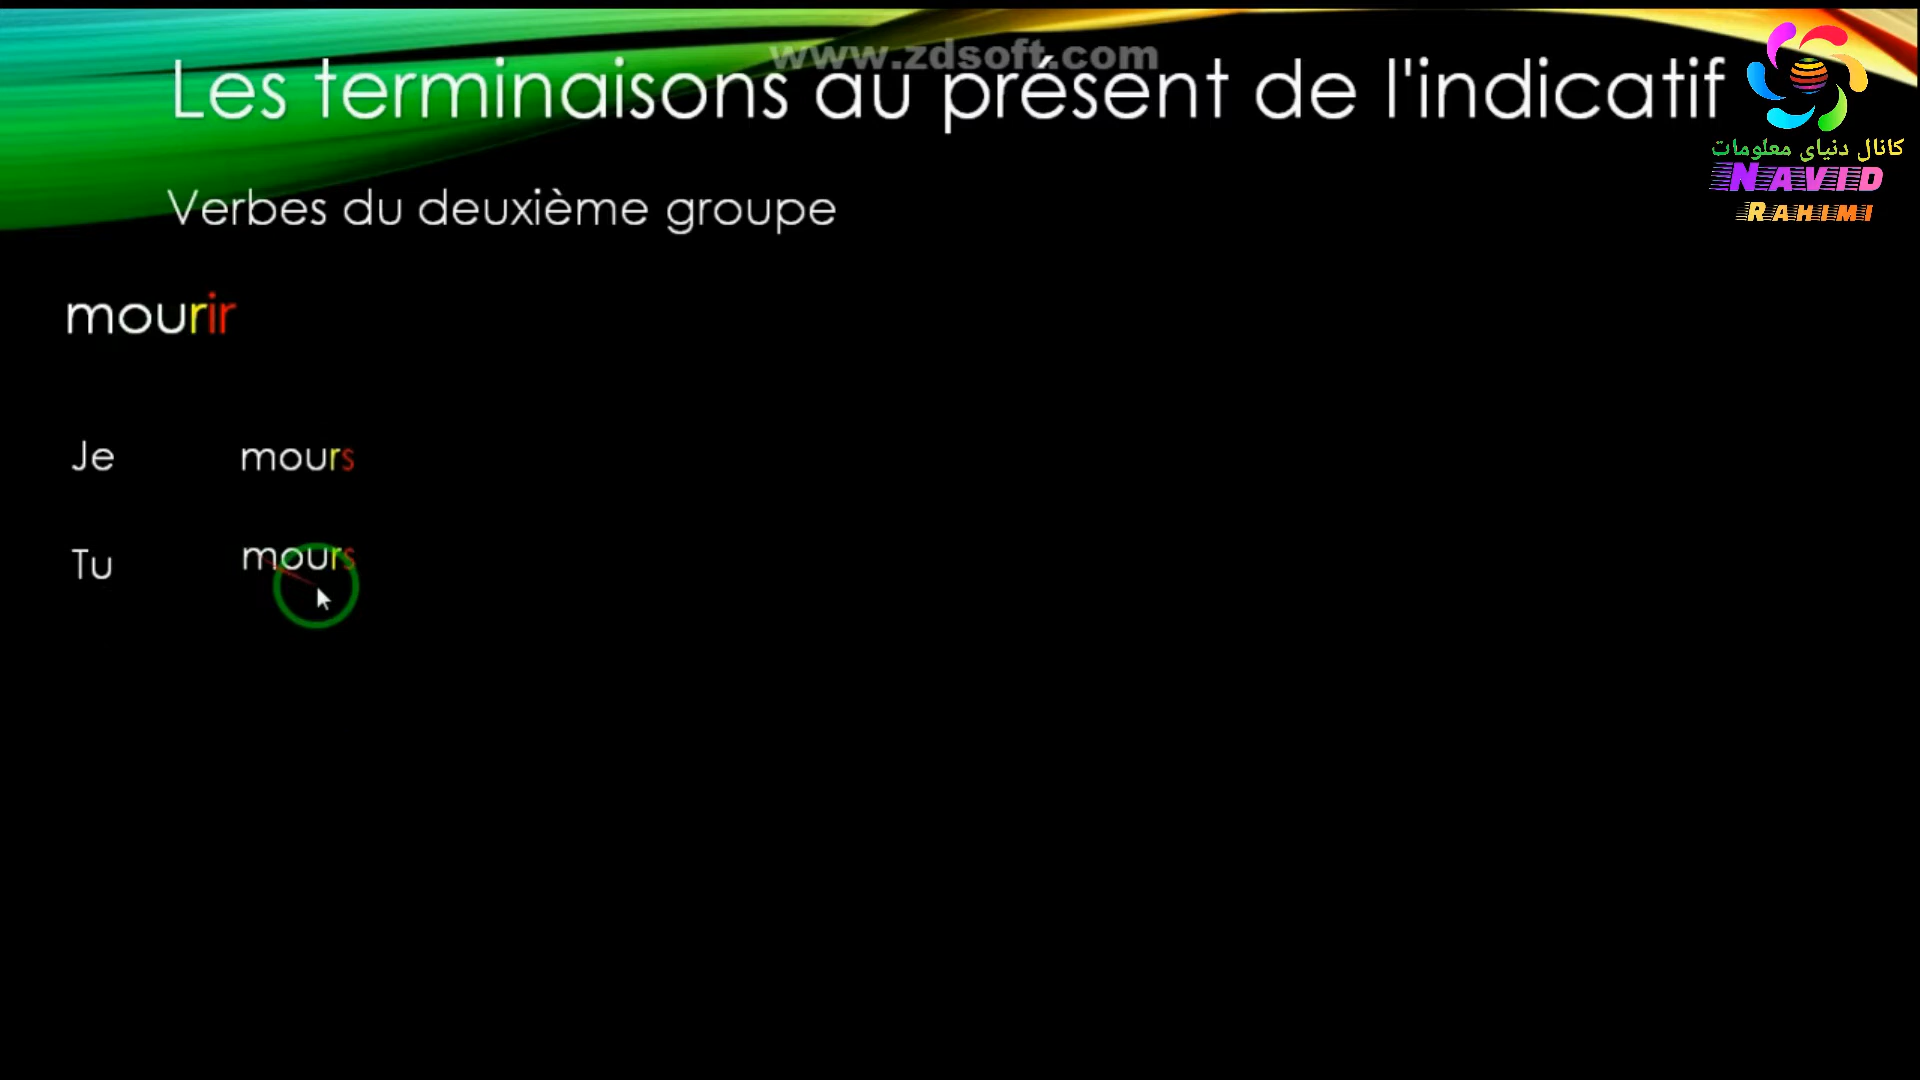 www.zdsoft.com
Les terminaisons au présent de l'indicatif
کانال دنیای معلومات
NAVID
RAHIMI
Verbes du deuxième groupe
mourir
Je mours
Tu mours